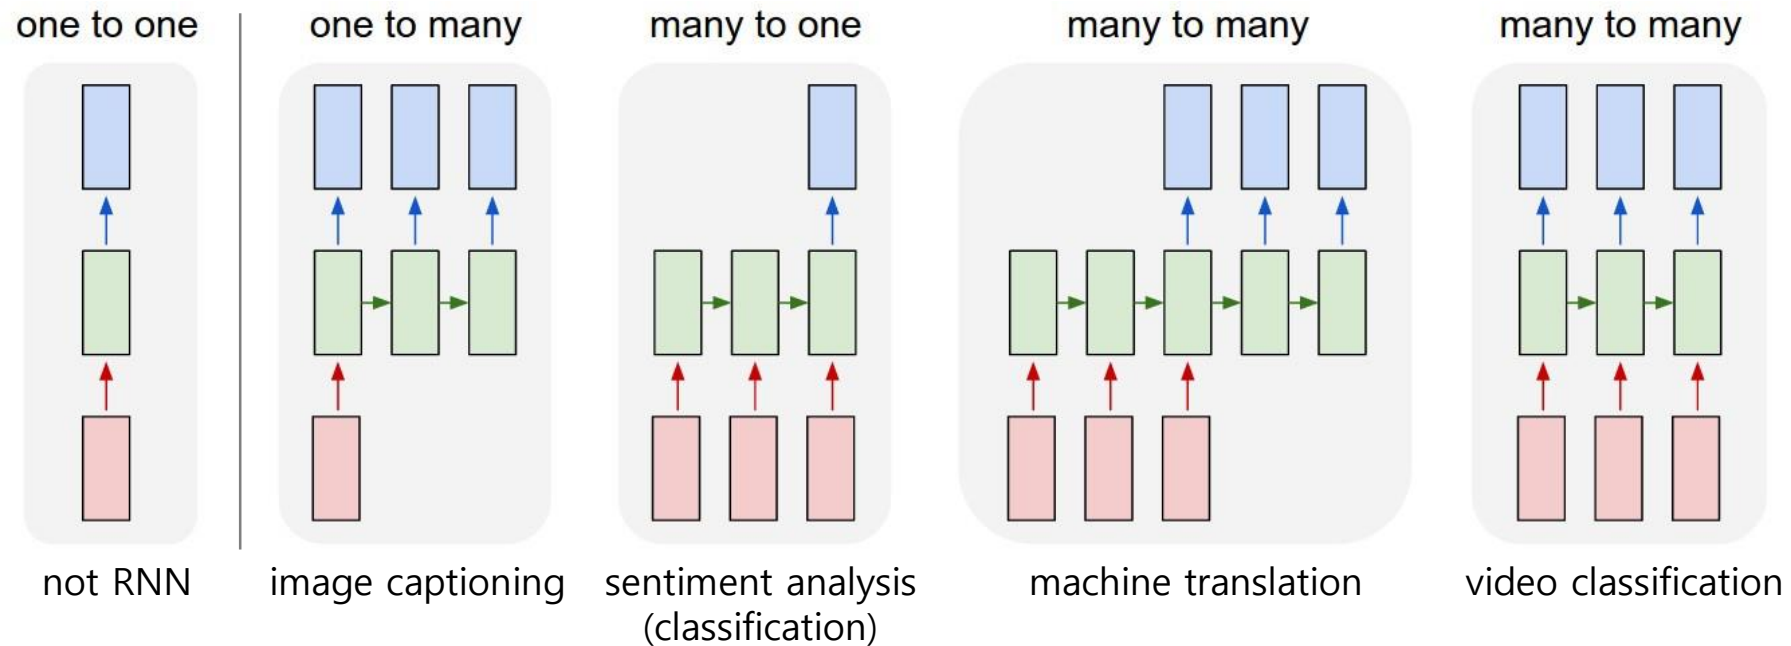 one to one
one to many
many to one
many to many
many to many
not RNN
image captioning
sentiment analysis
(classification)
machine translation
video classification